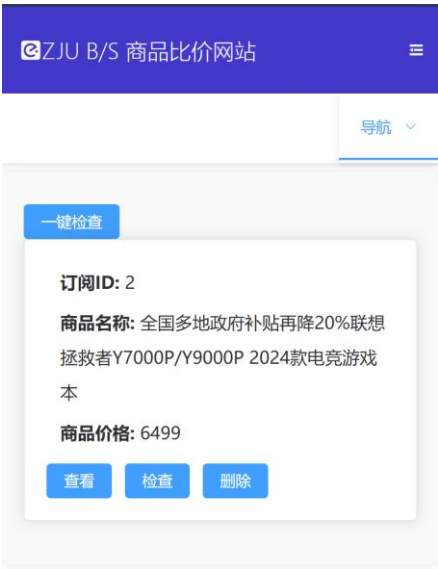 ZJU B/S 商品比价网站
导航
一键检查
订阅ID: 2
商品名称: 全国多地政府补贴再降20%联想
拯救者Y7000P/Y9000P 2024款电竞游戏
本
商品价格: 6499
查看 检查 删除